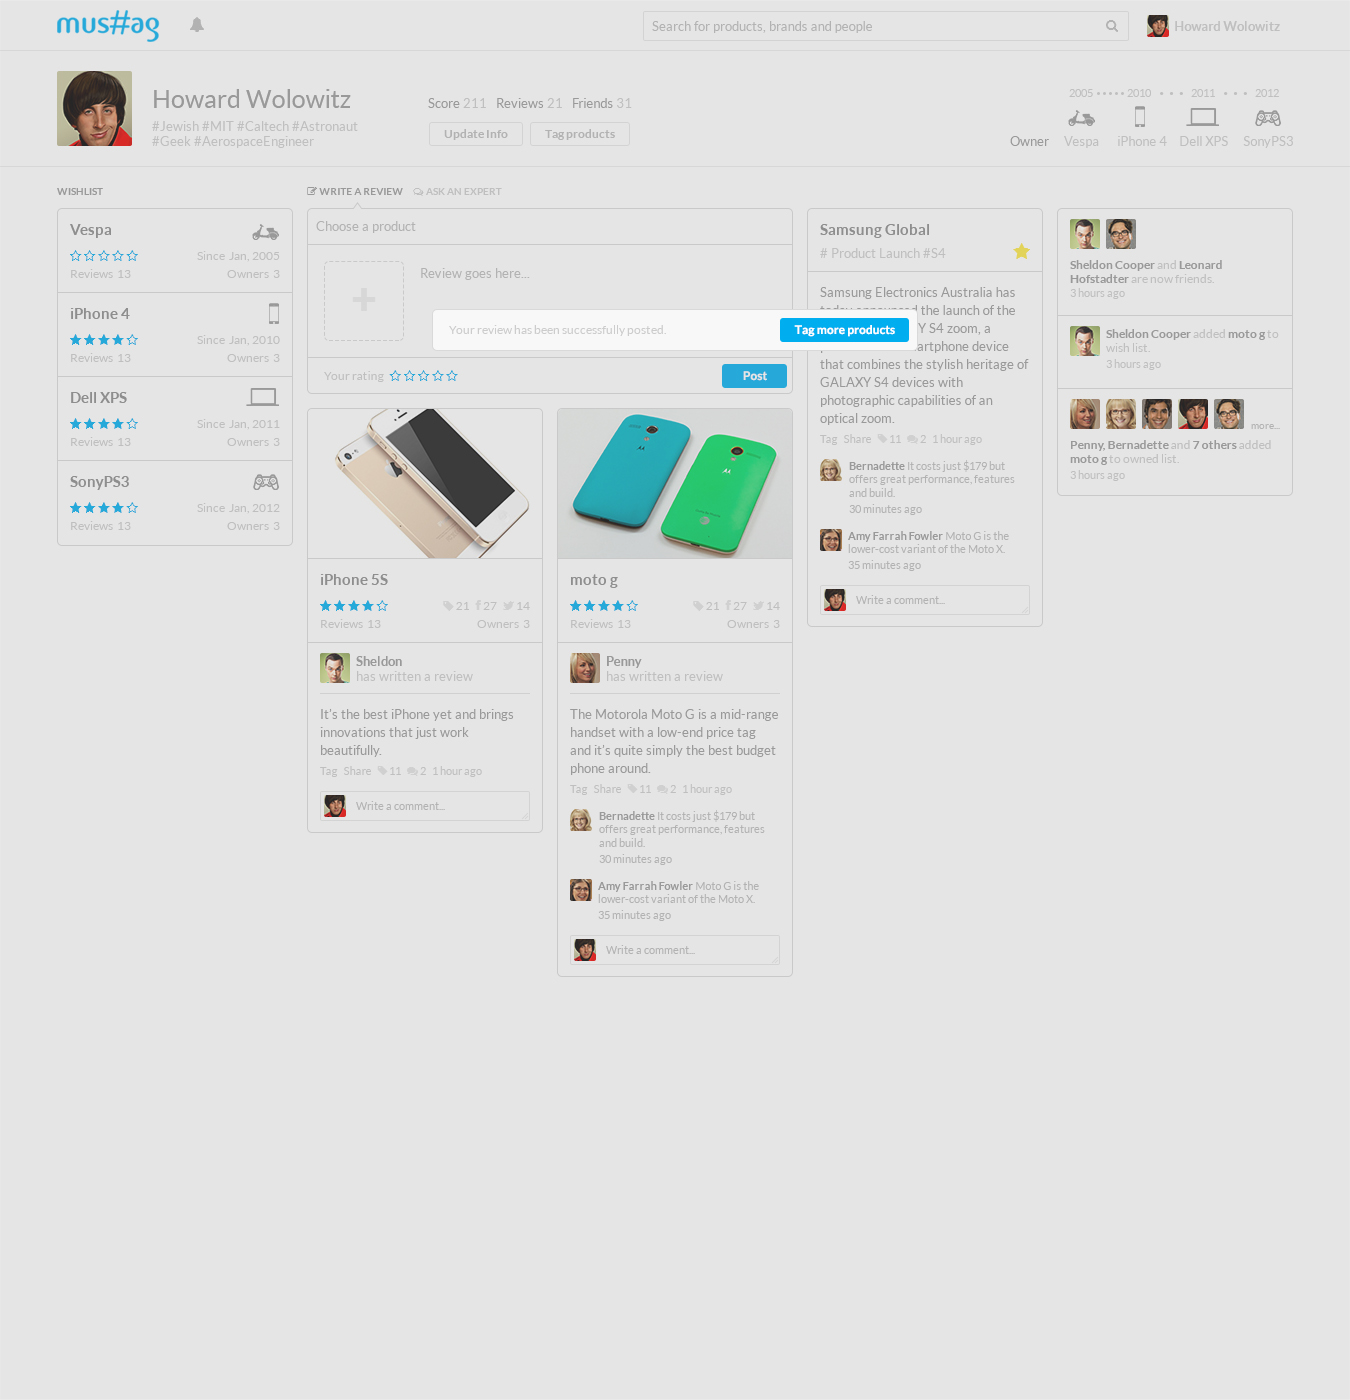 mus#ag
Search for products, brands and people
Howard Wolowitz
Howard Wolowitz
#Jewish #MIT #Caltech #Astronaut
#Geek #AerospaceEngineer
Score 211 Reviews 21 Friends 31
Update Info
Tag products
2005 2010 2011 2012
Owner Vespa iPhone 4 Dell XPS SonyPS3
WISHLIST
Vespa
Since Jan, 2005
Reviews 13 Owners 3
iPhone 4
Since Jan, 2010
Reviews 13 Owners 3
Dell XPS
Since Jan, 2011
Reviews 13 Owners 3
SonyPS3
Since Jan, 2012
Reviews 13 Owners 3
WRITE A REVIEW ASK AN EXPERT
Choose a product
Review goes here...
Your review has been successfully posted.
Tag more products
Your rating
Post
iPhone 5S
21 27 14
Reviews 13 Owners 3
Sheldon
has written a review
It's the best iPhone yet and brings
innovations that just work
beautifully.
Tag Share 11 2 1 hour ago
Write a comment...
moto g
21 27 14
Reviews 13 Owners 3
Penny
has written a review
The Motorola Moto G is a mid-range
handset with a low-end price tag
and it's quite simply the best budget
phone around.
Tag Share 11 2 1 hour ago
Bernadette It costs just $179 but
offers great performance, features
and build.
30 minutes ago
Amy Farrah Fowler Moto G is the
lower-cost variant of the Moto X.
35 minutes ago
Write a comment...
Samsung Global
# Product Launch #S4
Samsung Electronics Australia has
the launch of the
Y S4 zoom, a
artphone device
that combines the stylish heritage of
GALAXY S4 devices with
photographic capabilities of an
optical zoom.
Tag Share 11 2 1 hour ago
Bernadette It costs just $179 but
offers great performance, features
and build.
30 minutes ago
Amy Farrah Fowler Moto G is the
lower-cost variant of the Moto X.
35 minutes ago
Write a comment...
Sheldon Cooper and Leonard
Hofstadter are now friends.
3 hours ago
Sheldon Cooper added moto g to
wish list.
3 hours ago
more...
Penny, Bernadette and 7 others added
moto g to owned list.
3 hours ago